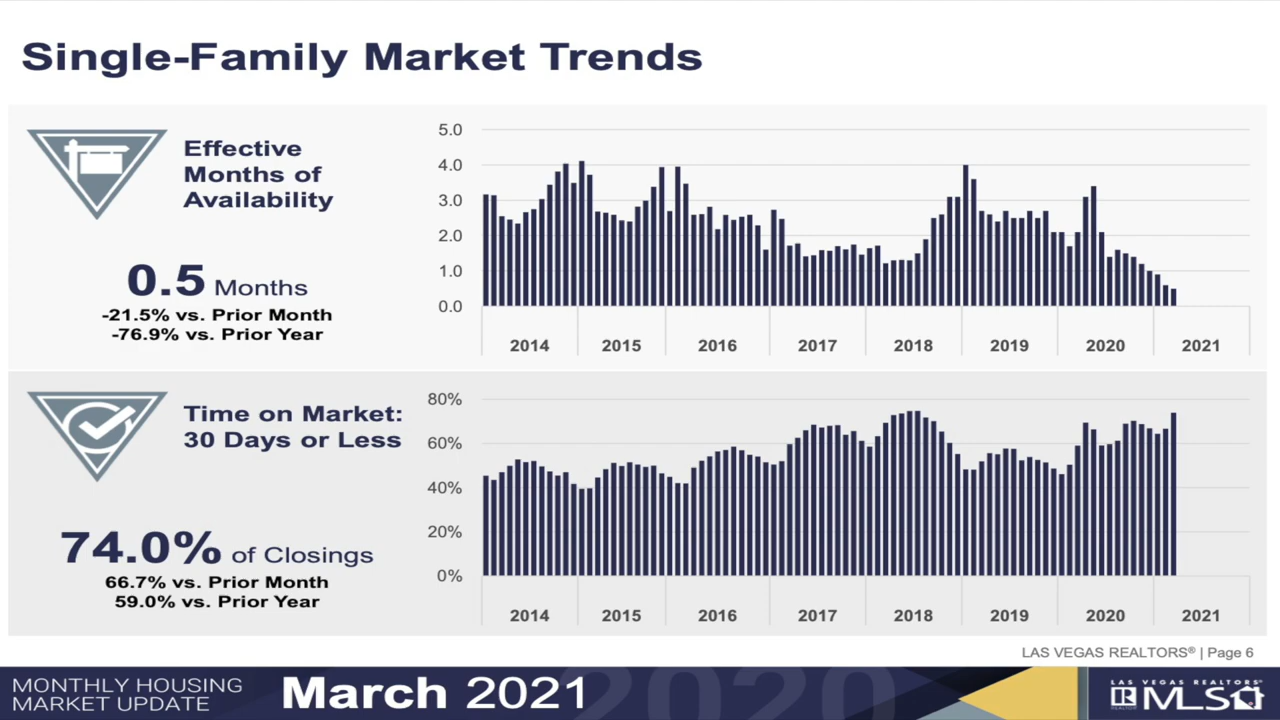 Single-Family Market Trends
Effective
Months of
Availability
0.5 Months
-21.5% vs. Prior Month
-76.9% vs. Prior Year
5.0
4.0
3.0
2.0
1.0
0.0
2014 2015 2016 2017 2018 2019 2020 2021
Time on Market:
30 Days or Less
74.0% of Closings
66.7% vs. Prior Month
59.0% vs. Prior Year
80%
60%
40%
20%
0%
2014 2015 2016 2017 2018 2019 2020 2021
LAS VEGAS REALTORS® | Page 6
MONTHLY HOUSING
MARKET UPDATE
March 2021
2020
LAS VEGAS REALTORS®
R MLS
REALTOR